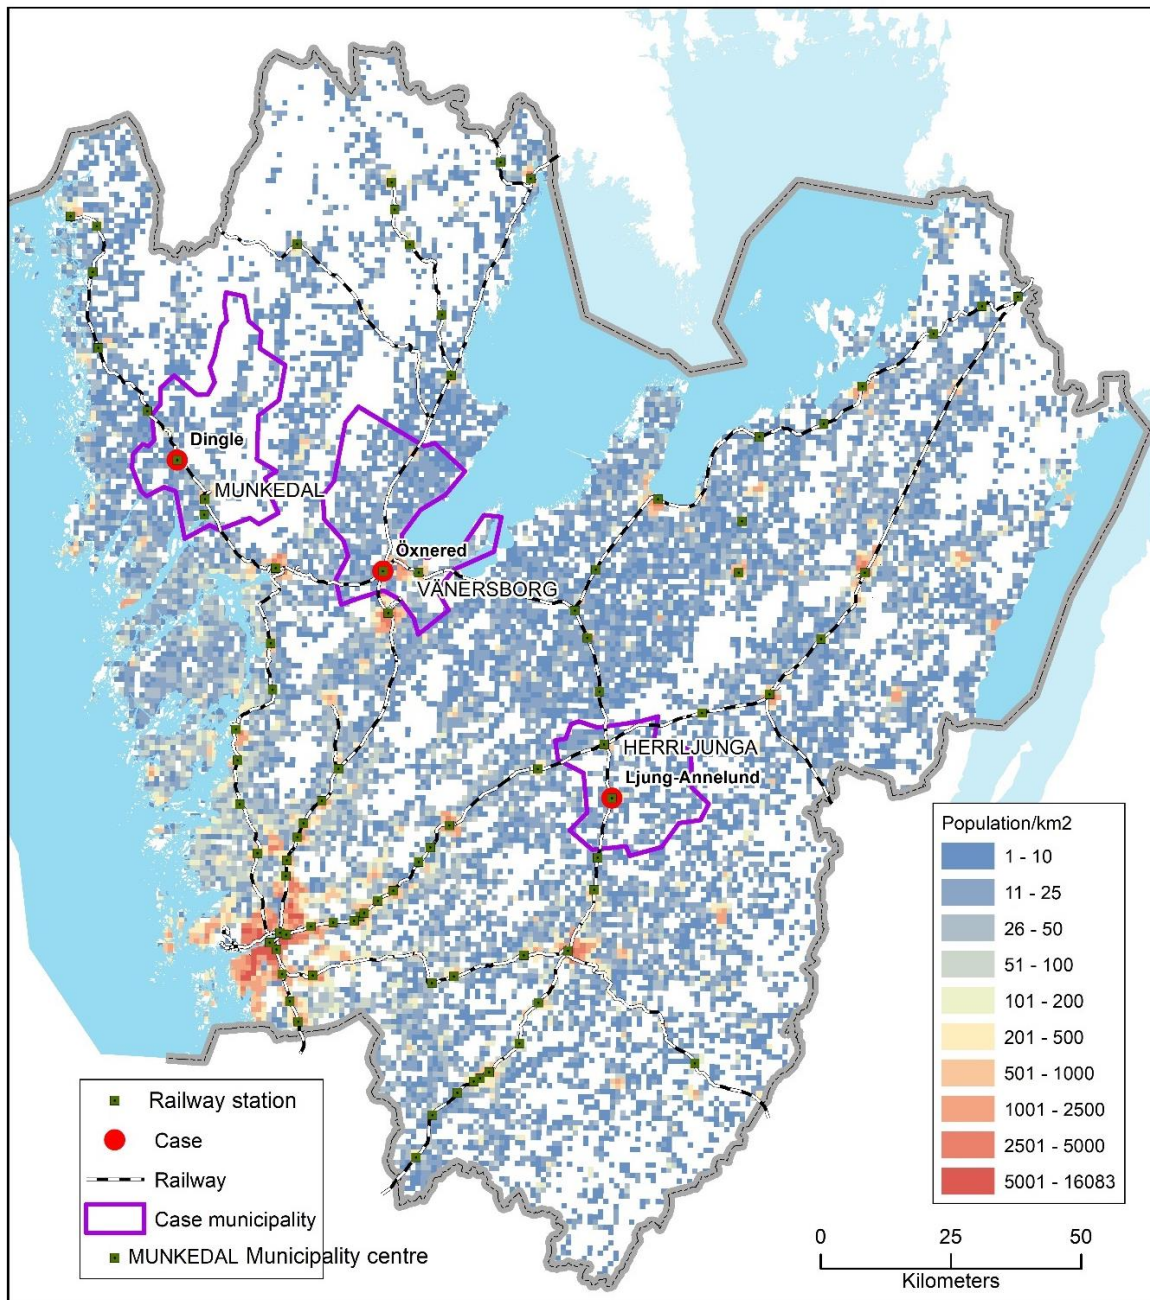 Dingle
MUNKEDAL
Öxnered
VÄNERSBORG
HERRLJUNGA
Ljung-Annelund
Population/km2
1 - 10
11 - 25
26 - 50
51 - 100
101 - 200
201 - 500
501 - 1000
1001 - 2500
2501 - 5000
5001 - 16083
Railway station
Case
Railway
Case municipality
MUNKEDAL Municipality centre
0 25 50
Kilometers